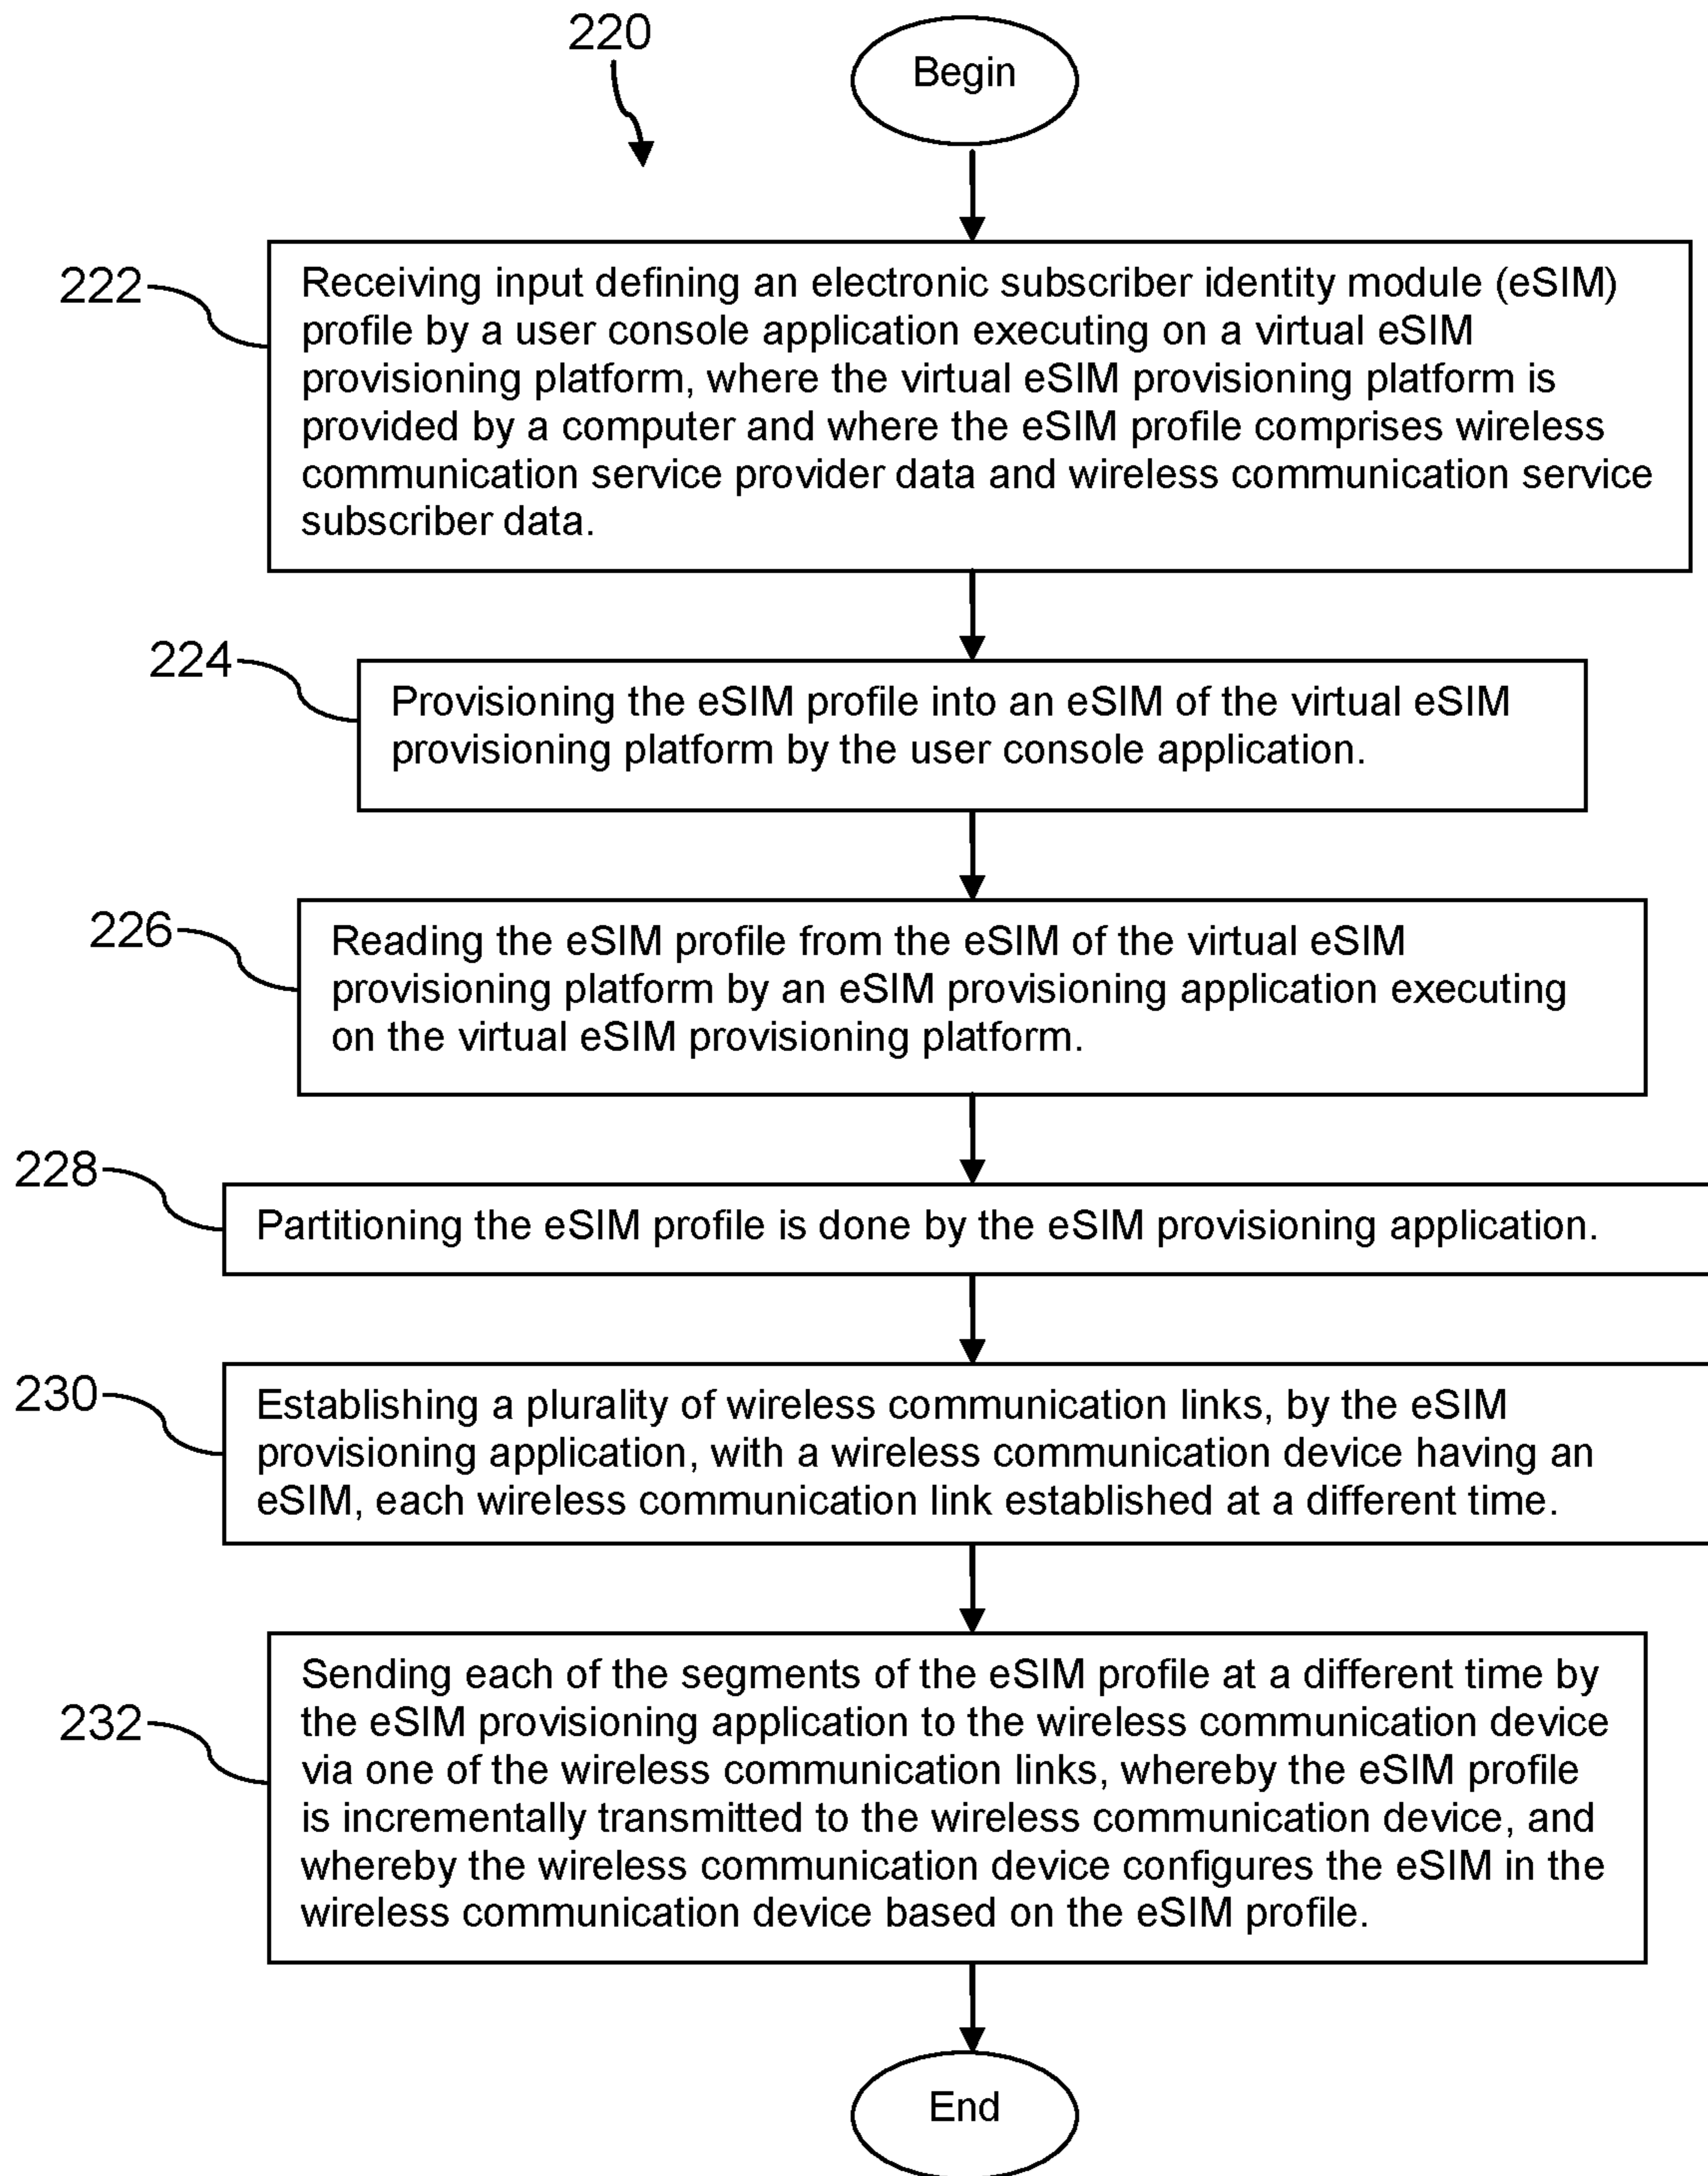 220
Begin
222
Receiving input defining an electronic subscriber identity module (eSIM)
profile by a user console application executing on a virtual eSIM
provisioning platform, where the virtual eSIM provisioning platform is
provided by a computer and where the eSIM profile comprises wireless
communication service provider data and wireless communication service
subscriber data.
224
Provisioning the eSIM profile into an eSIM of the virtual eSIM
provisioning platform by the user console application.
226
Reading the eSIM profile from the eSIM of the virtual eSIM
provisioning platform by an eSIM provisioning application executing
on the virtual eSIM provisioning platform.
228
Partitioning the eSIM profile is done by the eSIM provisioning application.
230
Establishing a plurality of wireless communication links, by the eSIM
provisioning application, with a wireless communication device having an
eSIM, each wireless communication link established at a different time.
232
Sending each of the segments of the eSIM profile at a different time by
the eSIM provisioning application to the wireless communication device
via one of the wireless communication links, whereby the eSIM profile
is incrementally transmitted to the wireless communication device, and
whereby the wireless communication device configures the eSIM in the
wireless communication device based on the eSIM profile.
End